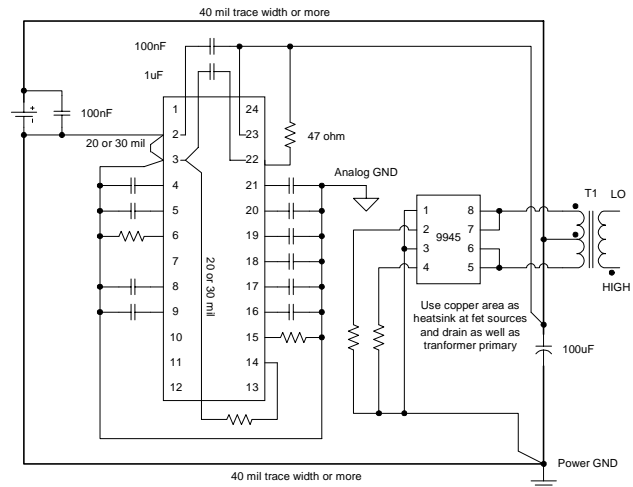 40 mil trace width or more
100nF
1uF
100nF
20 or 30 mil
47 ohm
Analog GND
1
2
3
4
5
6
7
8
9
10
11
12
24
23
22
21
20
19
18
17
16
15
14
13
20 or 30 mil
1
2
3
4
9945
8
7
6
5
T1
LO
HIGH
Use copper area as
heatsink at fet sources
and drain as well as
tranformer primary
100uF
Power GND
40 mil trace width or more